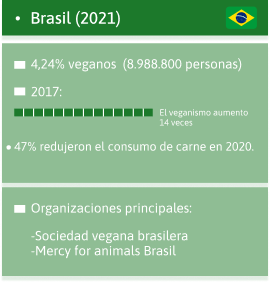 • Brasil (2021)
4,24% veganos (8.988.800 personas)
2017:
El veganismo aumento
14 veces
• 47% redujeron el consumo de carne en 2020.
Organizaciones principales:
-Sociedad vegana brasilera
-Mercy for animals Brasil